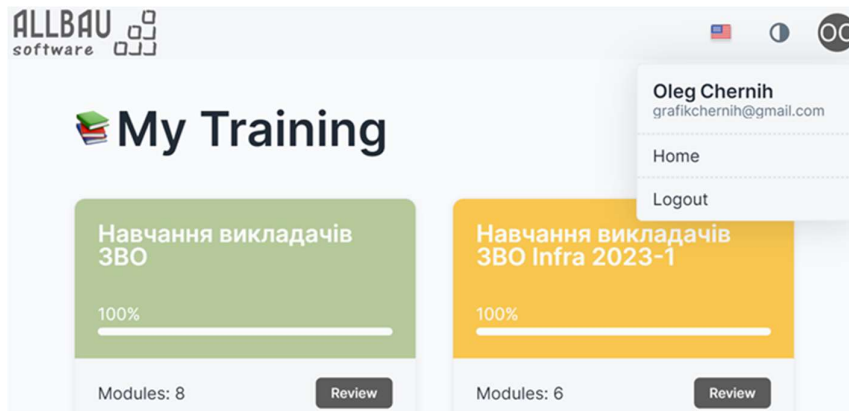 ALLBAU
software
OC
Oleg Chernih
grafikchernih@gmail.com
Home
Logout
My Training
Навчання викладачів
ЗВО
100%
Modules: 8
Review
Навчання викладачів
ЗВО Infra 2023-1
100%
Modules: 6
Review